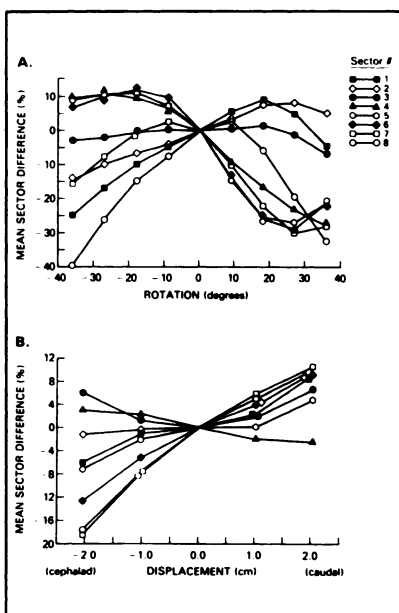 Sector #
1
2
3
4
5
6
7
8
A.
MEAN SECTOR DIFFERENCE (%)
10
0
10
- 20
- 30
- 40
- 40 - 30 - 20 - 10 0 10 20 30 40
ROTATION (degrees)
B.
MEAN SECTOR DIFFERENCE (%)
12
8
4
0
- 4
- 8
- 12
- 16
20
- 2.0 - 1.0 0.0 1.0 2.0
(cephalad) DISPLACEMENT (cm) (caudal)